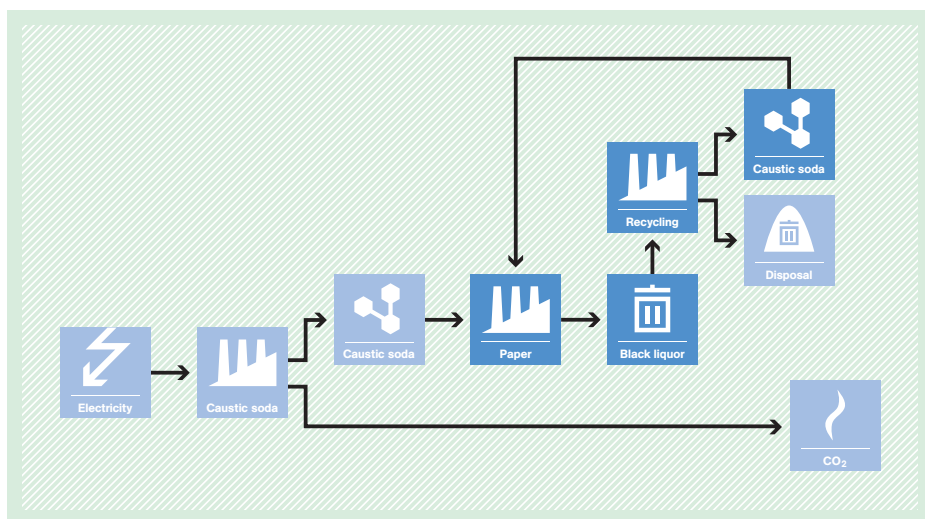 Caustic soda
Recycling
Disposal
Caustic soda
Paper
Black liquor
Electricity
Caustic soda
CO₂